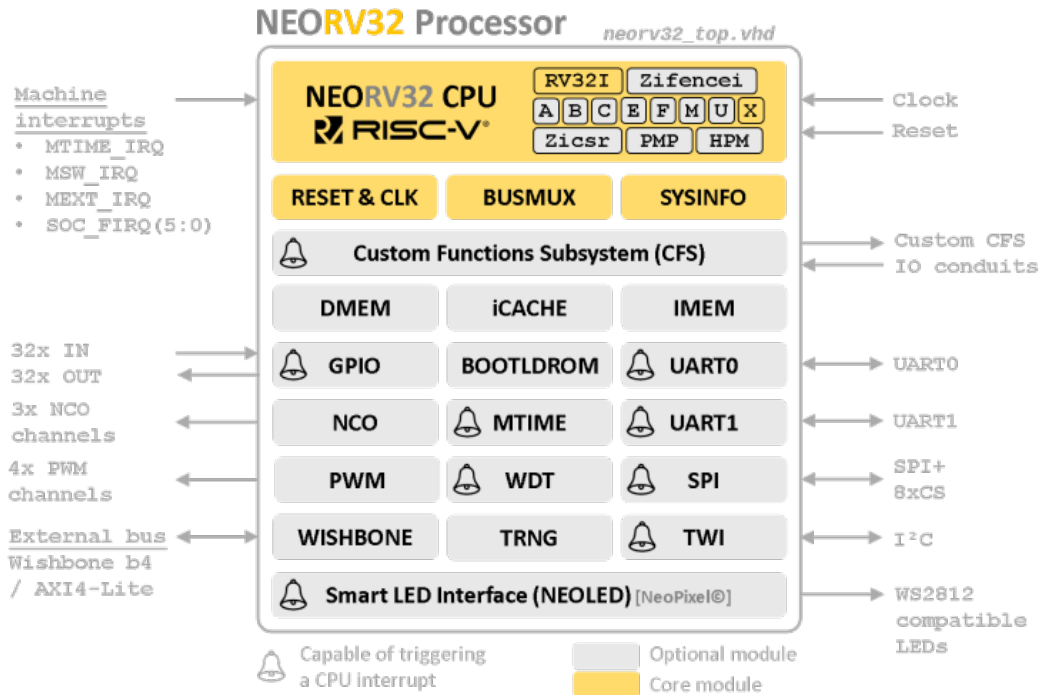 NEORV32 Processor
neorv32_top.vhd
Machine
interrupts
• MTIME_IRQ
• MSW_IRQ
• MEXT_IRQ
• SOC_FIRQ(5:0)
NEORV32 CPU
RISC-V®
RV32I Zifencei
A B C E F M U X
Zicsr PMP HPM
Clock
Reset
RESET & CLK BUSMUX SYSINFO
Custom Functions Subsystem (CFS)
Custom CFS
IO conduits
DMEM iCACHE IMEM
32x IN
32x OUT
GPIO BOOTLDROM UART0
UART0
3x NCO
channels
NCO MTIME UART1
UART1
4x PWM
channels
PWM WDT SPI
SPI+
8xCS
External bus
Wishbone b4
/ AXI4-Lite
WISHBONE TRNG TWI
I²C
Smart LED Interface (NEOLED) [NeoPixel©]
WS2812
compatible
LEDs
Capable of triggering
a CPU interrupt
Optional module
Core module